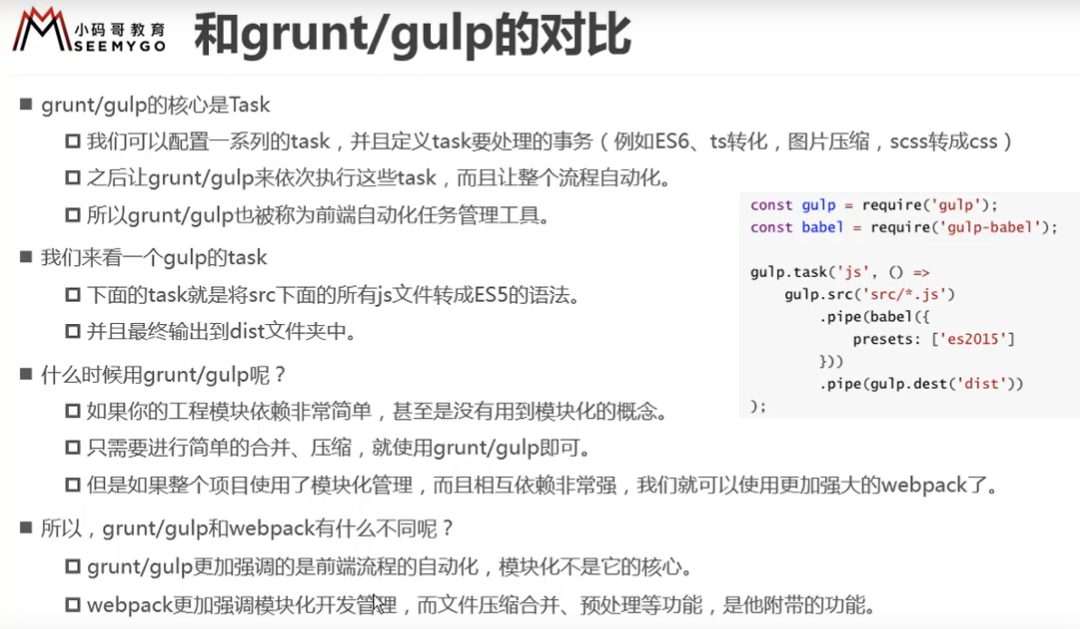 小码哥教育
SEEMYGO
和grunt/gulp的对比
grunt/gulp的核心是Task
我们可以配置一系列的task，并且定义task要处理的事务（例如ES6、ts转化，图片压缩，scss转成css）
之后让grunt/gulp来依次执行这些task，而且让整个流程自动化。
所以grunt/gulp也被称为前端自动化任务管理工具。
我们来看一个gulp的task
下面的task就是将src下面的所有js文件转成ES5的语法。
并且最终输出到dist文件夹中。
什么时候用grunt/gulp呢？
如果你的工程模块依赖非常简单，甚至是没有用到模块化的概念。
只需要进行简单的合并、压缩，就使用grunt/gulp即可。
但是如果整个项目使用了模块化管理，而且相互依赖非常强，我们就可以使用更加强大的webpack了。
所以，grunt/gulp和webpack有什么不同呢？
grunt/gulp更加强调的是前端流程的自动化，模块化不是它的核心。
webpack更加强调模块化开发管理，而文件压缩合并、预处理等功能，是他附带的功能。
const gulp = require('gulp');
const babel = require('gulp-babel');
gulp.task('js', () =>
gulp.src('src/*.js')
.pipe(babel({
presets: ['es2015']
}))
.pipe(gulp.dest('dist'))
);